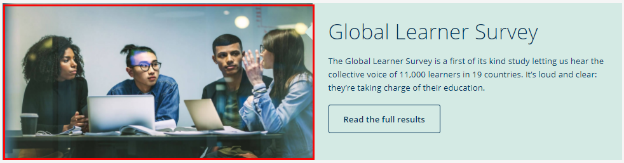 Global Learner Survey
The Global Learner Survey is a first of its kind study letting us hear the
collective voice of 11,000 learners in 19 countries. It's loud and clear:
they're taking charge of their education.
Read the full results